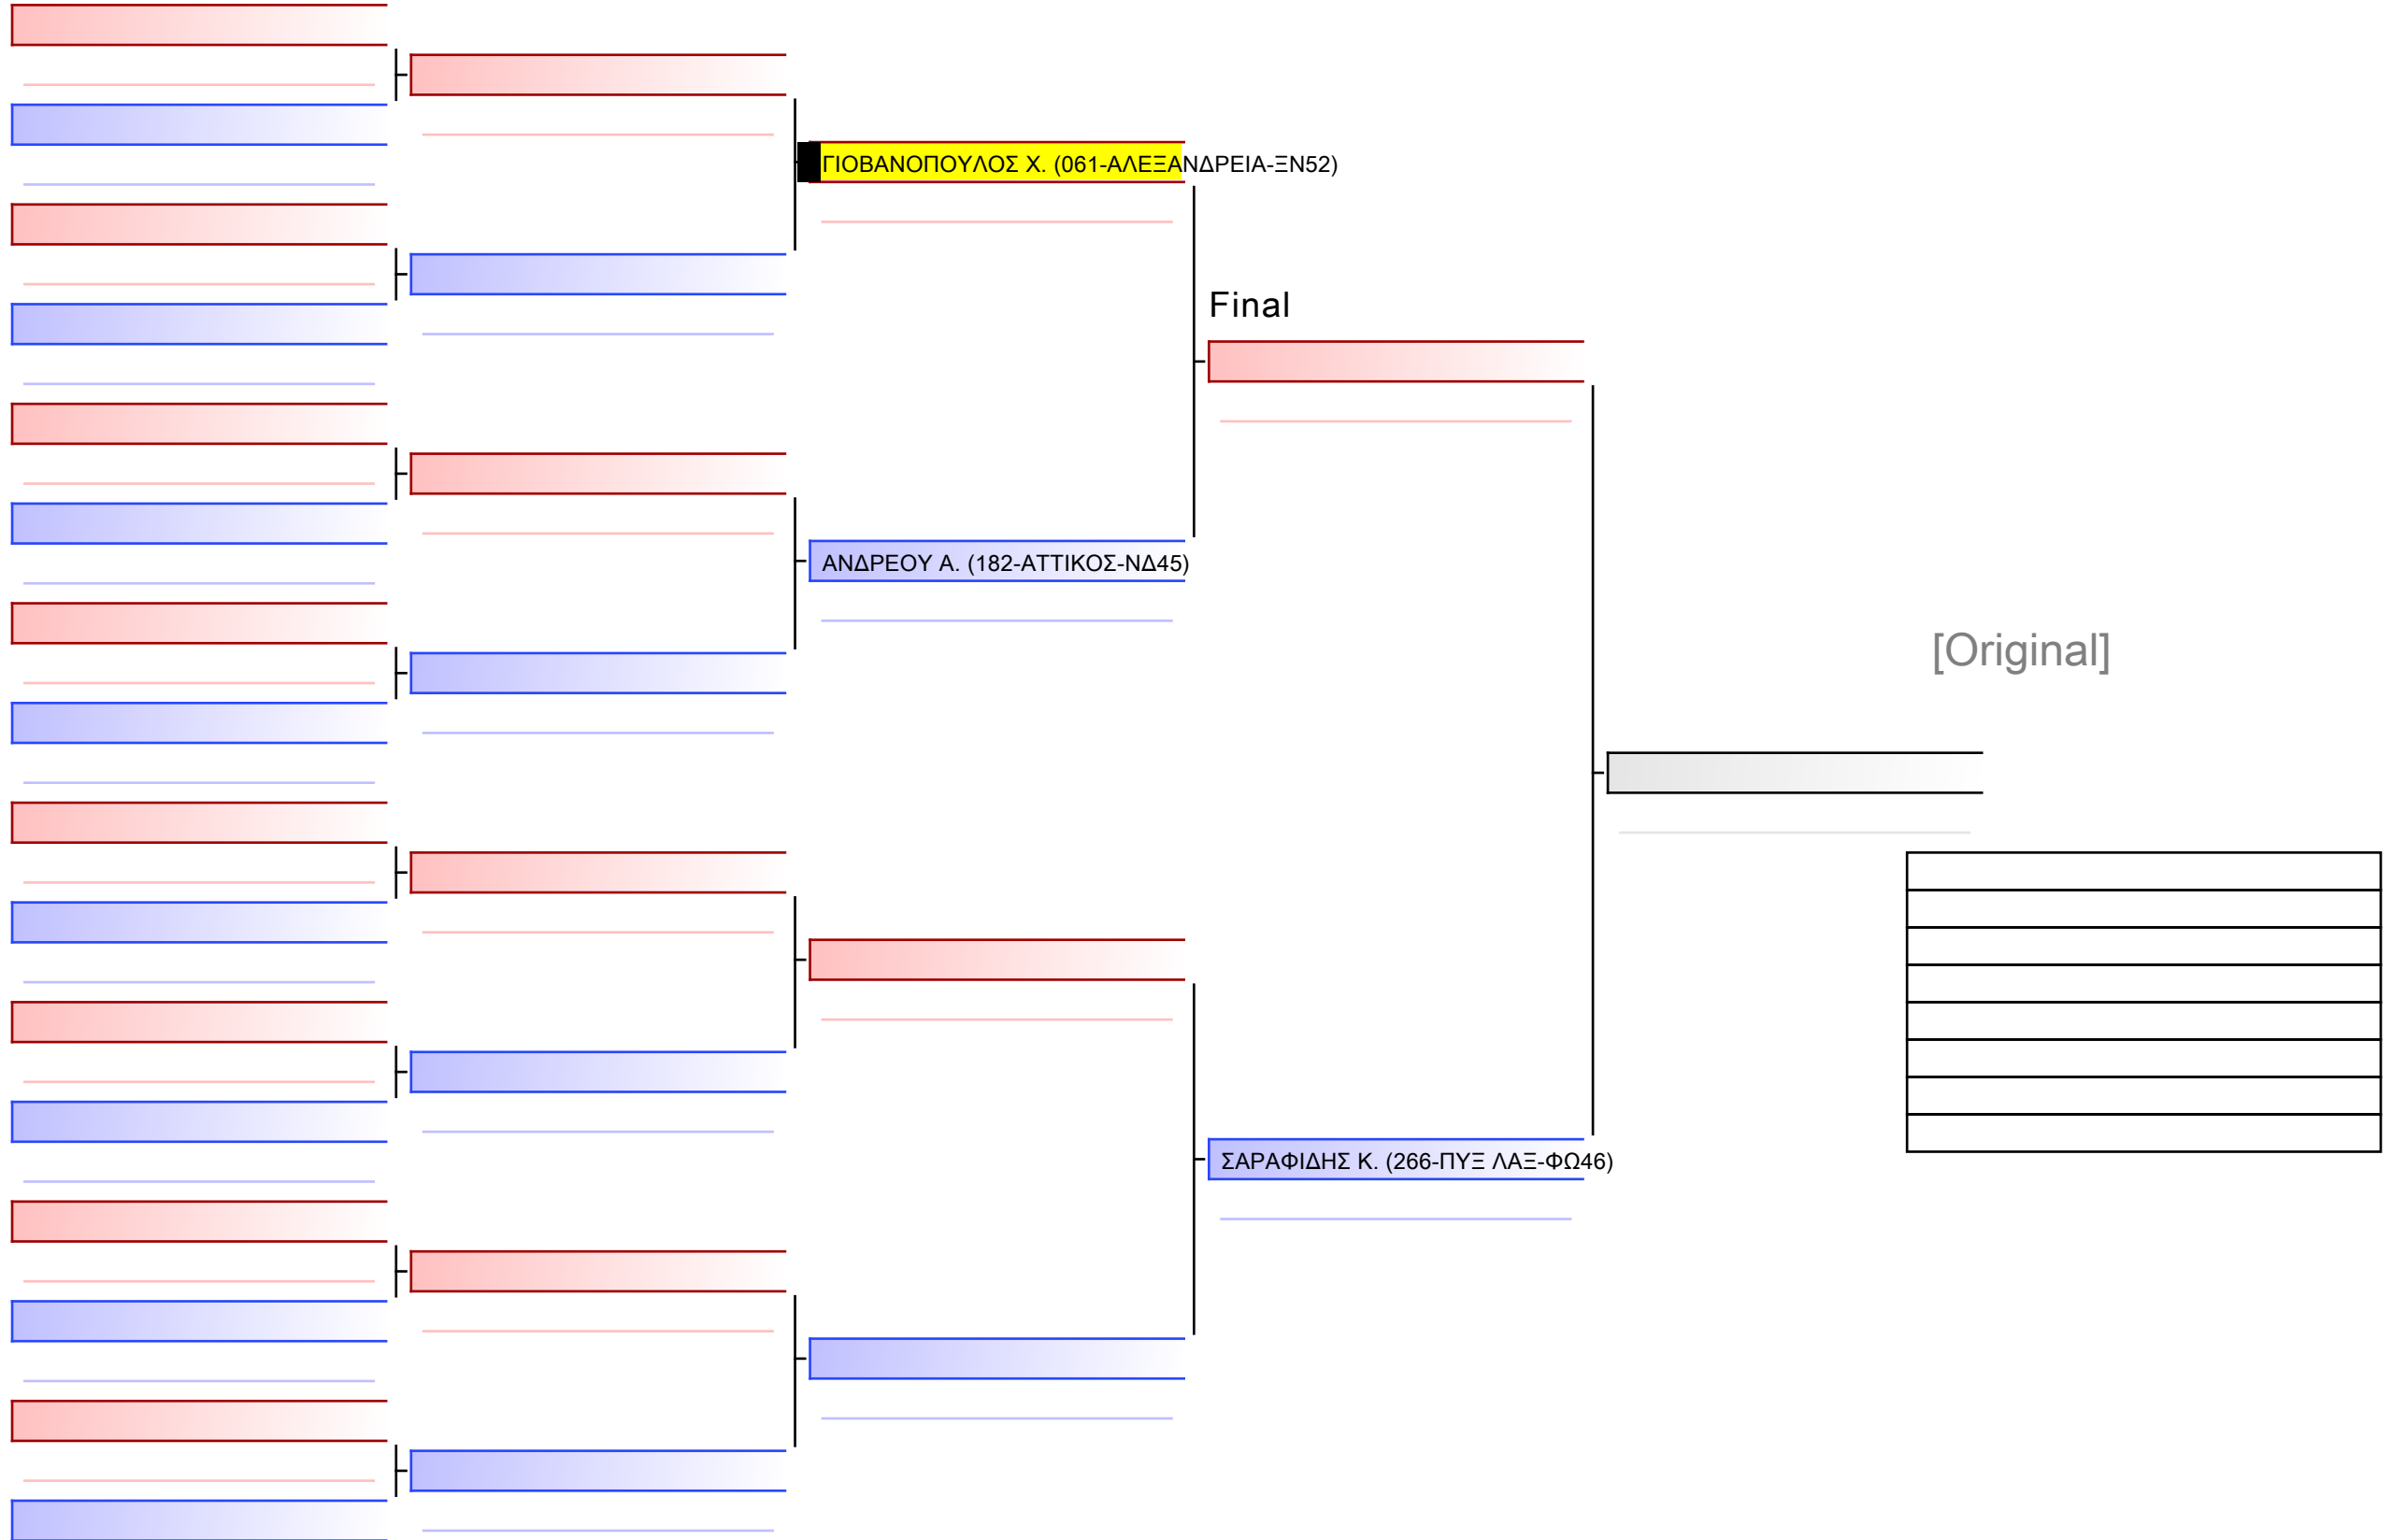 ΓΙΟΒΑΝΟΠΟΥΛΟΣ Χ. (061-ΑΛΕΞΑΝΔΡΕΙΑ-ΞΝ52)
Final
ΑΝΔΡΕΟΥ Α. (182-ΑΤΤΙΚΟΣ-ΝΔ45)
[Original]
ΣΑΡΑΦΙΔΗΣ Κ. (266-ΠΥΞ ΛΑΞ-ΦΩ46)